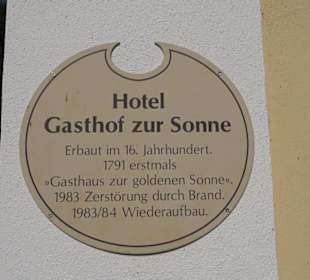 Hotel
Gasthof zur Sonne
Erbaut im 16. Jahrhundert.
1791 erstmals
»Gasthaus zur goldenen Sonne«.
1983 Zerstörung durch Brand.
1983/84 Wiederaufbau.